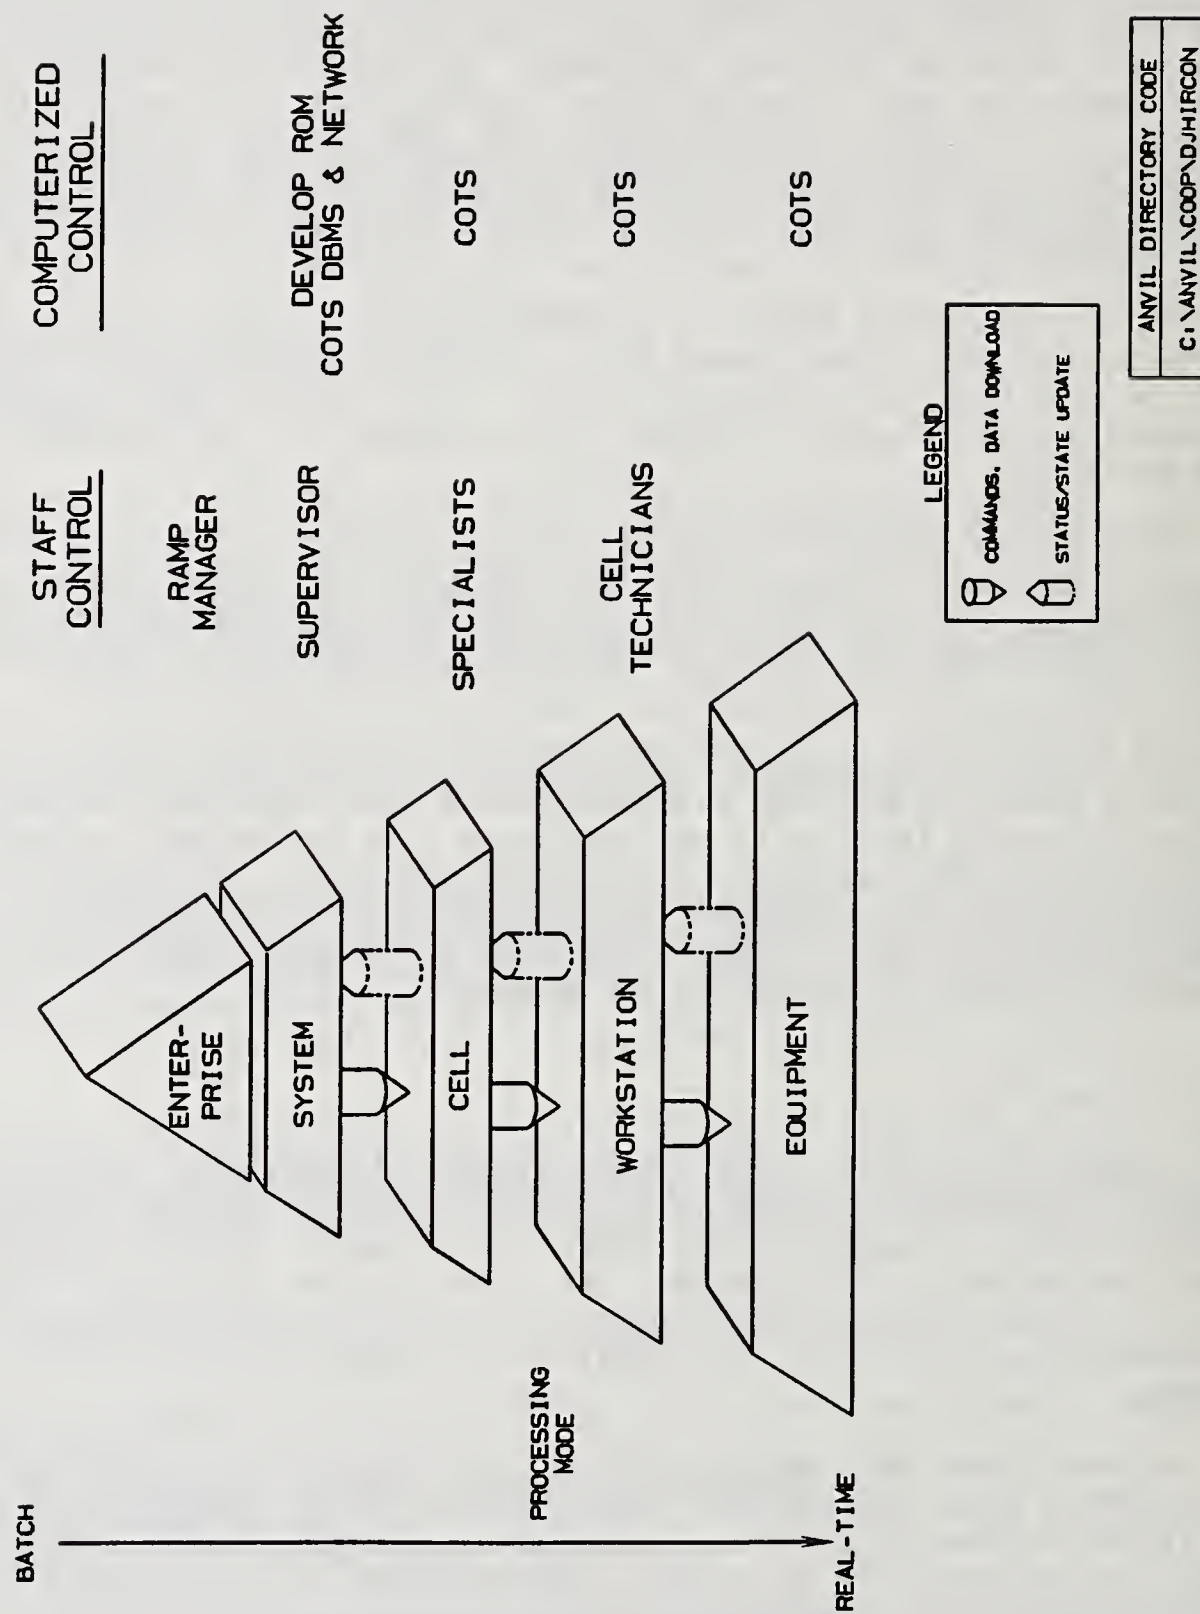 BATCH
PROCESSING
MODE
REAL-TIME
ENTER-
PRISE
SYSTEM
CELL
WORKSTATION
EQUIPMENT
STAFF
CONTROL
RAMP
MANAGER
SUPERVISOR
SPECIALISTS
CELL
TECHNICIANS
COMPUTERIZED
CONTROL
DEVELOP ROM
COTS DBMS & NETWORK
COTS
COTS
COTS
LEGEND
COMMANDS, DATA DOWNLOAD
STATUS/STATE UPDATE
ANVIL DIRECTORY CODE
C:\ANVIL\COOP\DJHIRCON